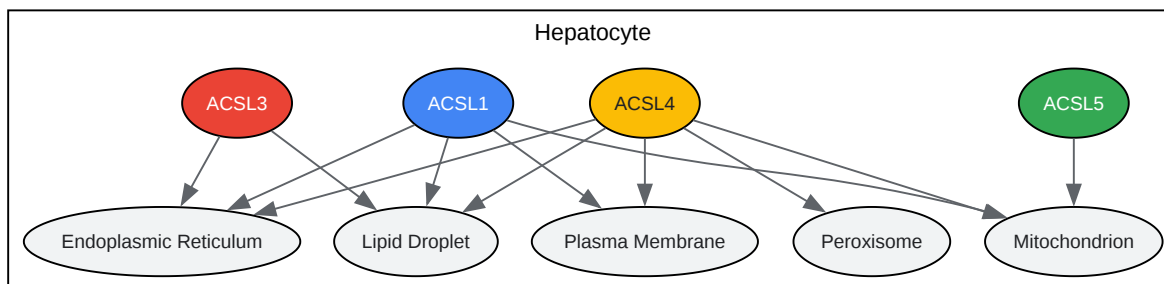 Hepatocyte
ACSL3
ACSL1
ACSL4
ACSL5
Endoplasmic Reticulum
Lipid Droplet
Plasma Membrane
Peroxisome
Mitochondrion